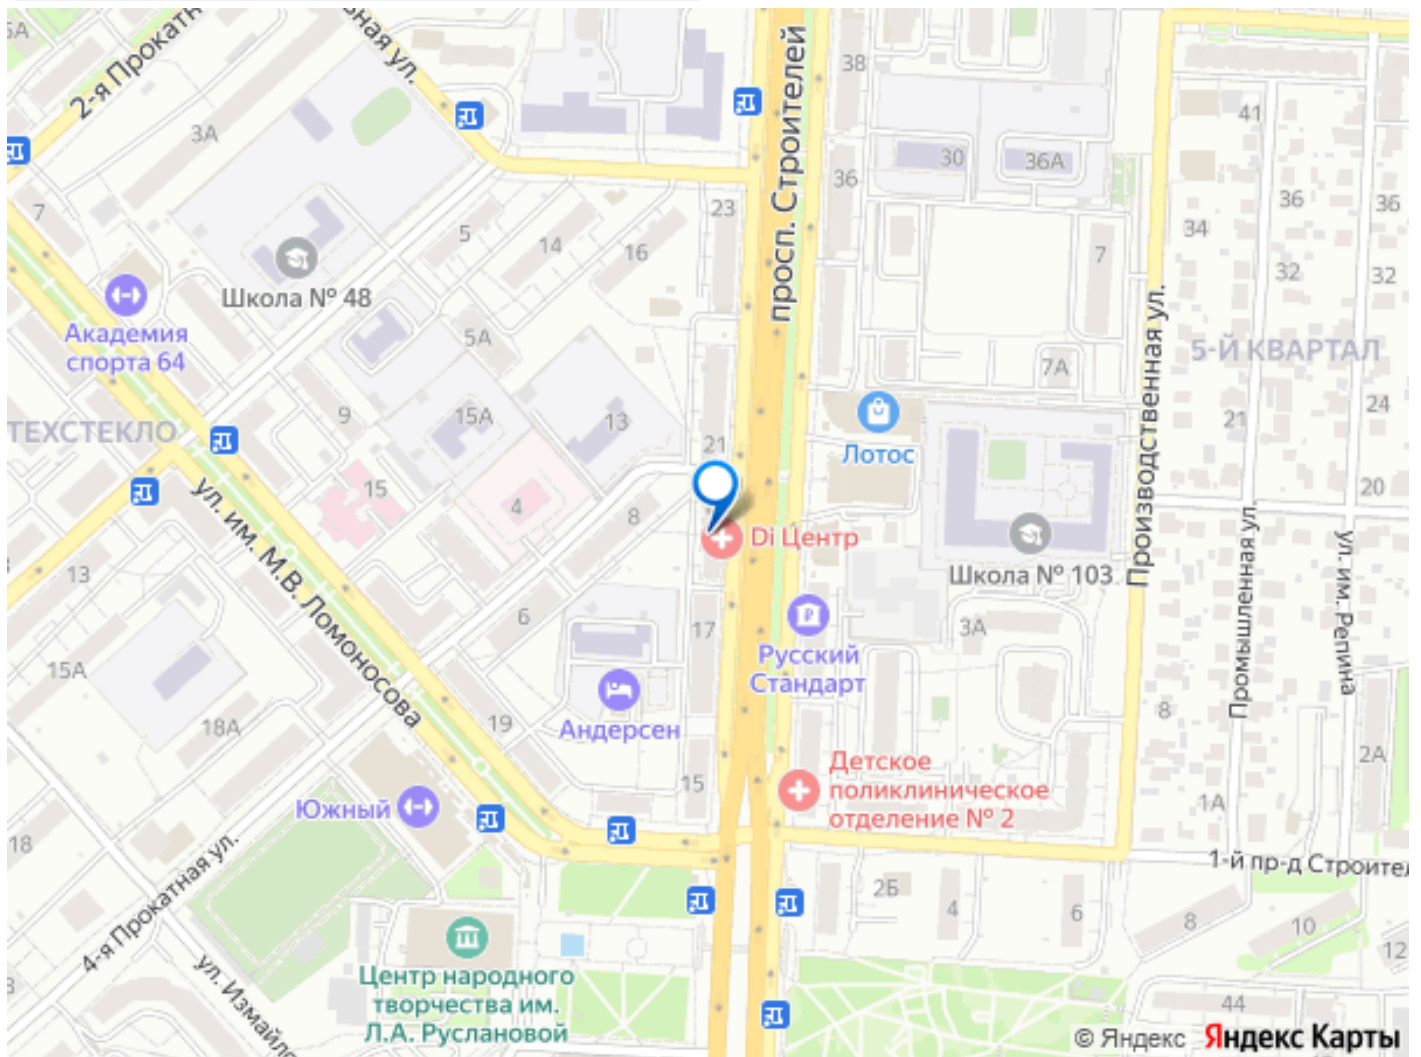 5А
2-я Прокатн
ьная ул.
3А
7
5
14
16
23
просп. Строителей
38
36
30
36А
41
34
36
36
32
32
7
7А
5-Й КВАРТАЛ
Производственная ул.
Школа № 48
Академия
спорта 64
5А
9
15А
13
ТЕХСТЕКЛО
21
Лотос
21
24
20
15
4
8
Di Центр
Школа № 103
ул. им. М.В. Ломоносова
13
6
17
3А
Русский
Стандарт
Промышленная ул.
ул. им. Репина
15А
18А
19
Андерсен
15
8
2А
Детское
поликлиническое
отделение № 2
1А
Южный
18
4-я Прокатная ул.
1-й пр-д Строител
2Б
4
6
8
10
12
ул. Измайло
Центр народного
творчества им.
Л.А. Руслановой
44
© Яндекс Яндекс Карты